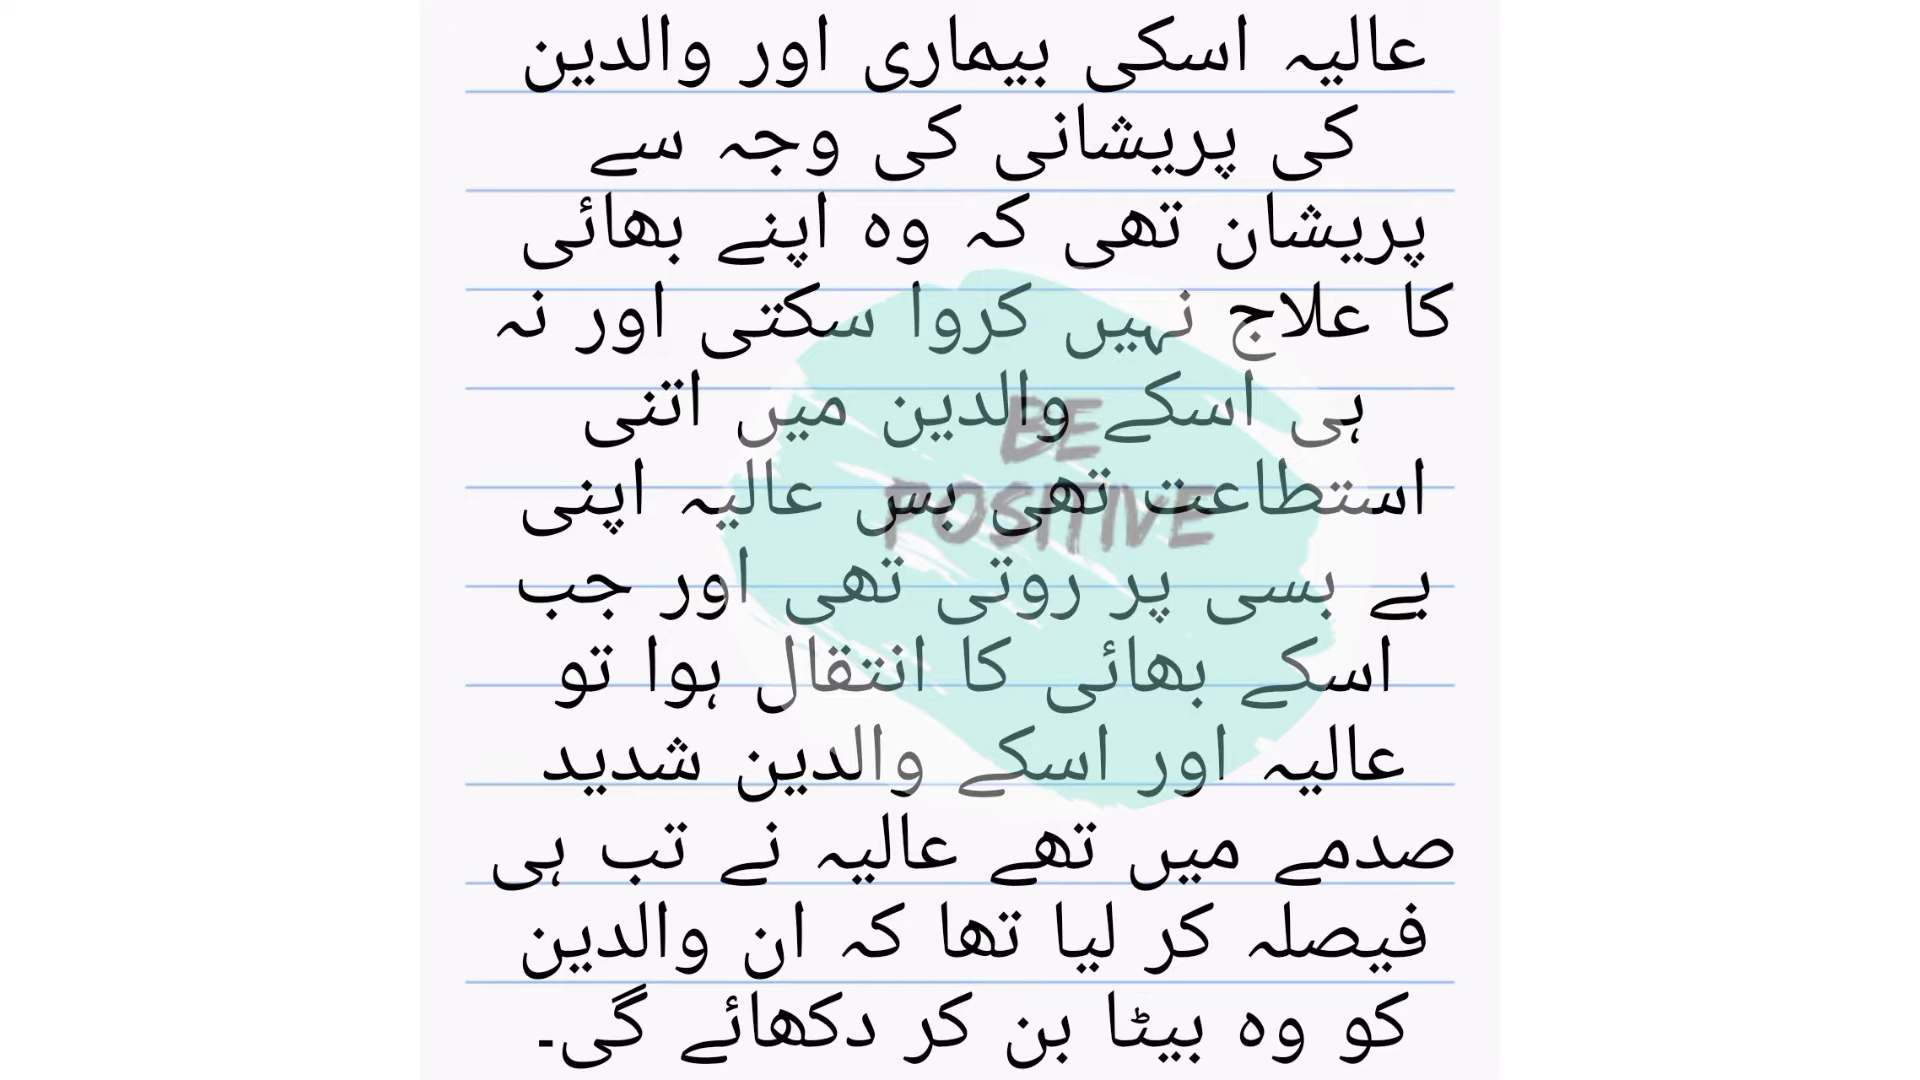 عالیہ اسکی بیماری اور والدین
کی پریشانی کی وجہ سے
پریشان تھی کہ وہ اپنے بھائی
کا علاج نہیں کروا سکتی اور نہ
ہی اسکے والدین میں اتنی
استطاعت تھی بس عالیہ اپنی
بے بسی پر روتی تھی اور جب
اسکے بھائی کا انتقال ہوا تو
عالیہ اور اسکے والدین شدید
صدمے میں تھے عالیہ نے تب ہی
فیصلہ کر لیا تھا کہ ان والدین
کو وہ بیٹا بن کر دکھائے گی۔
BE
POSITIVE